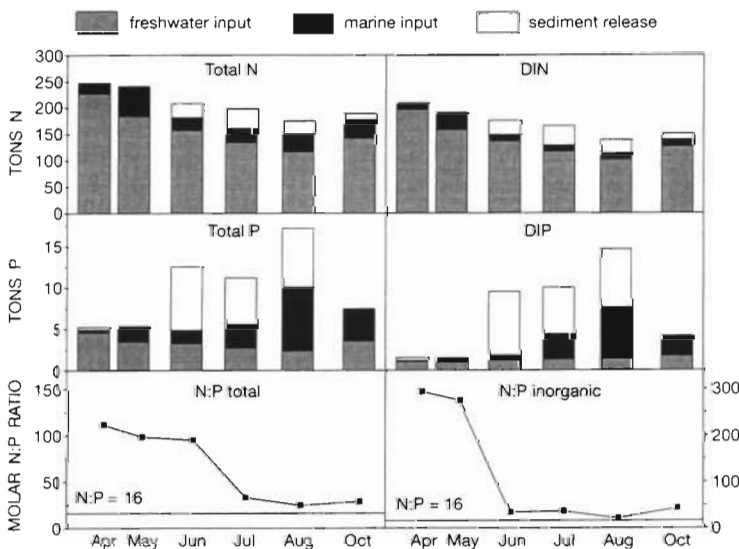 freshwater input marine input sediment release
Total N DIN
TONS N
300
250
200
150
100
50
0
Total P DIP
TONS P
15
10
5
0
N:P total N:P inorganic
MOLAR N:P RATIO
150
100
50
0
N:P = 16 N:P = 16
300
200
100
0
Apr May Jun Jul Aug Oct Apr May Jun Jul Aug Oct